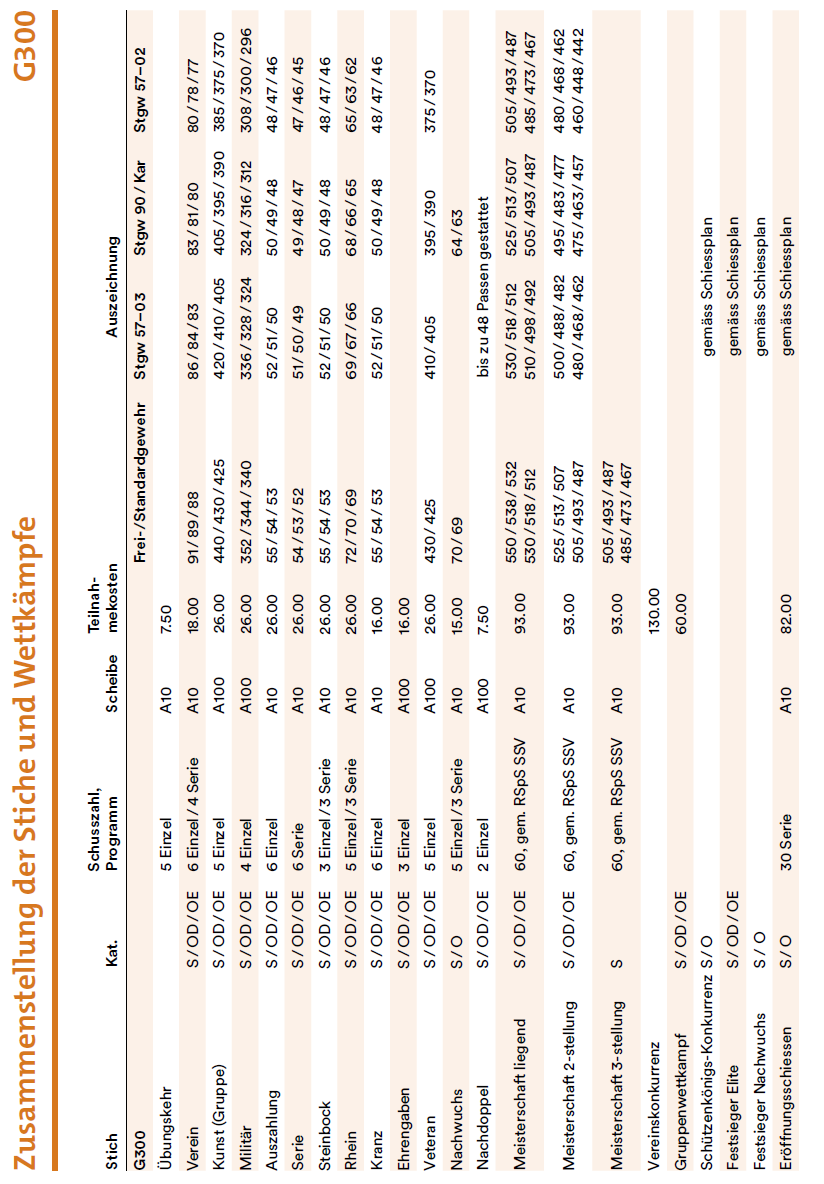 Zusammenstellung der Stiche und Wettkämpfe G300
Stich Kat. Schusszahl, Programm Scheibe Teilnah-mekosten Auszeichnung
G300 Frei-/Standardgewehr Stgw 57–03 Stgw 90 / Kar Stgw 57–02
Übungskehr 5 Einzel A10 7.50
Verein S / OD / OE 6 Einzel / 4 Serie A10 18.00 91 / 89 / 88 86 / 84 / 83 83 / 81 / 80 80 / 78 / 77
Kunst (Gruppe) S / OD / OE 5 Einzel A100 26.00 440 / 430 / 425 420 / 410 / 405 405 / 395 / 390 385 / 375 / 370
Militär S / OD / OE 4 Einzel A100 26.00 352 / 344 / 340 336 / 328 / 324 324 / 316 / 312 308 / 300 / 296
Auszahlung S / OD / OE 6 Einzel A10 26.00 55 / 54 / 53 52 / 51 / 50 50 / 49 / 48 48 / 47 / 46
Serie S / OD / OE 6 Serie A10 26.00 54 / 53 / 52 51 / 50 / 49 49 / 48 / 47 47 / 46 / 45
Steinbock S / OD / OE 3 Einzel / 3 Serie A10 26.00 55 / 54 / 53 52 / 51 / 50 50 / 49 / 48 48 / 47 / 46
Rhein S / OD / OE 5 Einzel / 3 Serie A10 26.00 72 / 70 / 69 69 / 67 / 66 68 / 66 / 65 65 / 63 / 62
Kranz S / OD / OE 6 Einzel A10 16.00 55 / 54 / 53 52 / 51 / 50 50 / 49 / 48 48 / 47 / 46
Ehrengaben S / OD / OE 3 Einzel A100 16.00
Veteran S / OD / OE 5 Einzel A100 26.00 430 / 425 410 / 405 395 / 390 375 / 370
Nachwuchs S / O 5 Einzel / 3 Serie A10 15.00 70 / 69 64 / 63
Nachdoppel S / OD / OE 2 Einzel A100 7.50 bis zu 48 Passen gestattet
Meisterschaft liegend S / OD / OE 60, gem. RSpS SSV A10 93.00 550 / 538 / 532 530 / 518 / 512 525 / 513 / 507 505 / 493 / 487
530 / 518 / 512 510 / 498 / 492 505 / 493 / 487 485 / 473 / 467
Meisterschaft 2-stellung S / OD / OE 60, gem. RSpS SSV A10 93.00 525 / 513 / 507 500 / 488 / 482 495 / 483 / 477 480 / 468 / 462
505 / 493 / 487 480 / 468 / 462 475 / 463 / 457 460 / 448 / 442
Meisterschaft 3-stellung S 60, gem. RSpS SSV A10 93.00 505 / 493 / 487
485 / 473 / 467
Vereinskonkurrenz 130.00
Gruppenwettkampf S / OD / OE 60.00
Schützenkönigs-Konkurrenz S / O gemäss Schiessplan
Festsieger Elite S / OD / OE gemäss Schiessplan
Festsieger Nachwuchs S / O gemäss Schiessplan
Eröffnungsschiessen S / O 30 Serie A10 82.00 gemäss Schiessplan